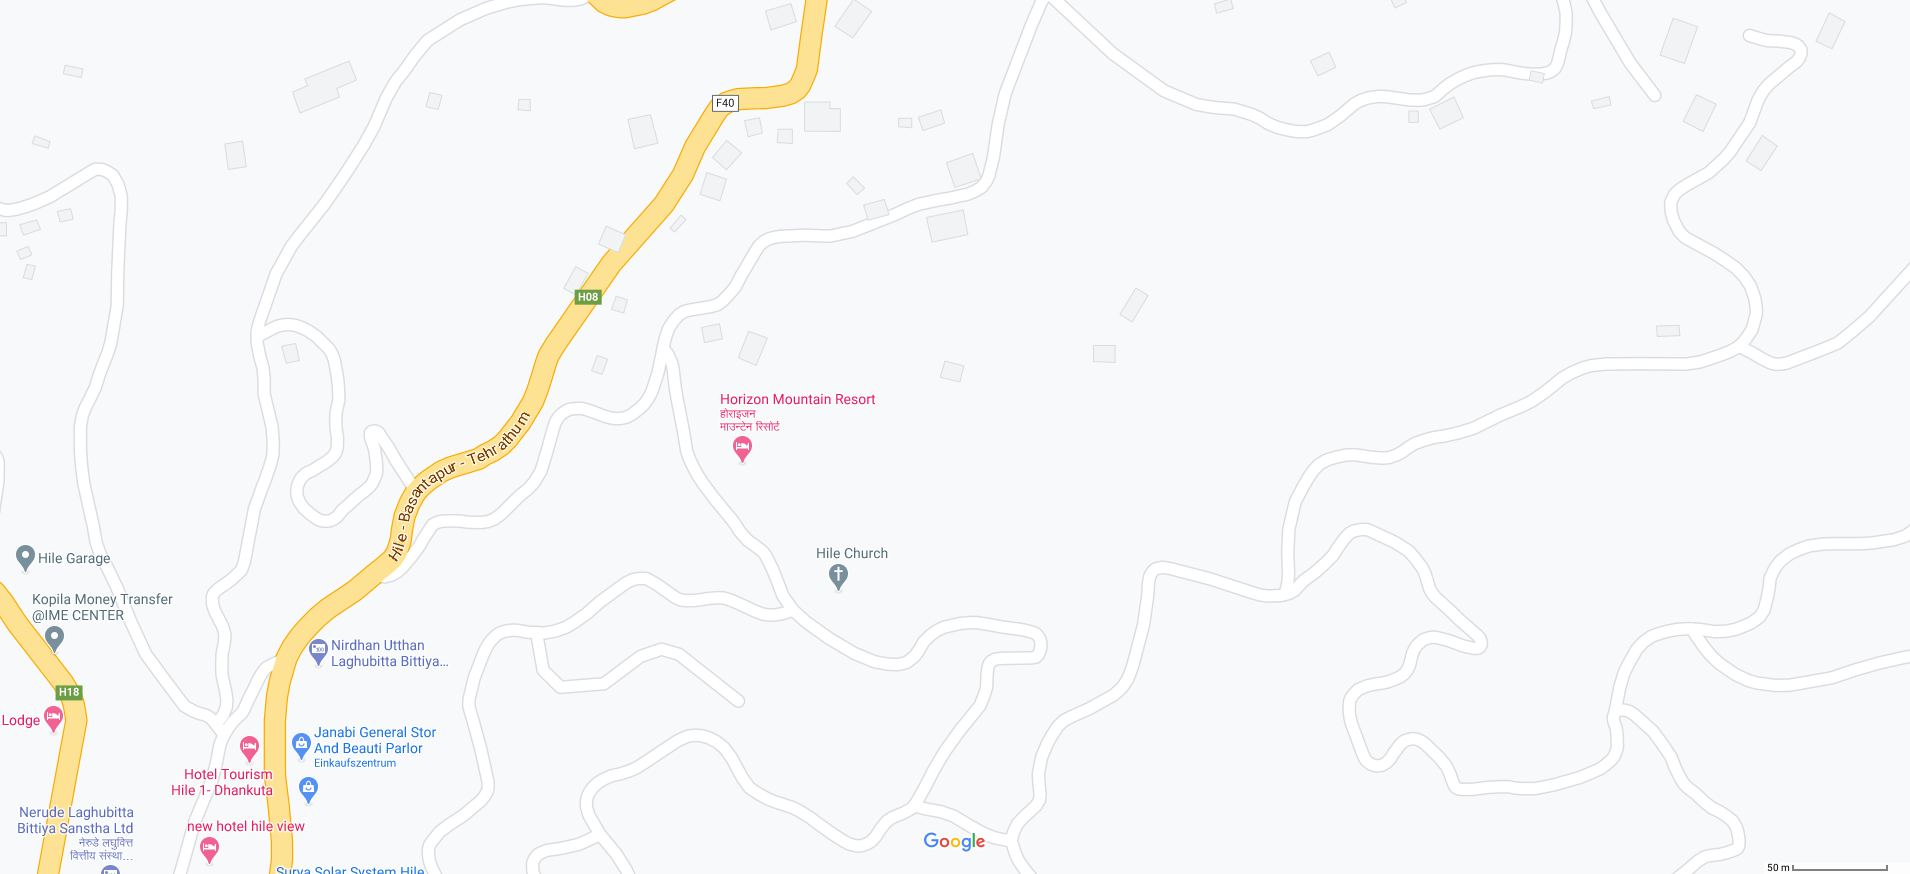 F40
H08
Horizon Mountain Resort
होराइजन
माउन्टेन रिसोर्ट
Hile - Basantapur - Tehrathum
Hile Church
Hile Garage
Kopila Money Transfer
@IME CENTER
Nirdhan Utthan
Laghubitta Bittiya...
H18
Lodge
Janabi General Stor
And Beauti Parlor
Einkaufszentrum
Hotel Tourism
Hile 1- Dhankuta
Nerude Laghubitta
Bittiya Sanstha Ltd
नेरुडे लघुवित्त
वित्तीय संस्था...
new hotel hile view
Google
Surya Solar System Hile
50 m